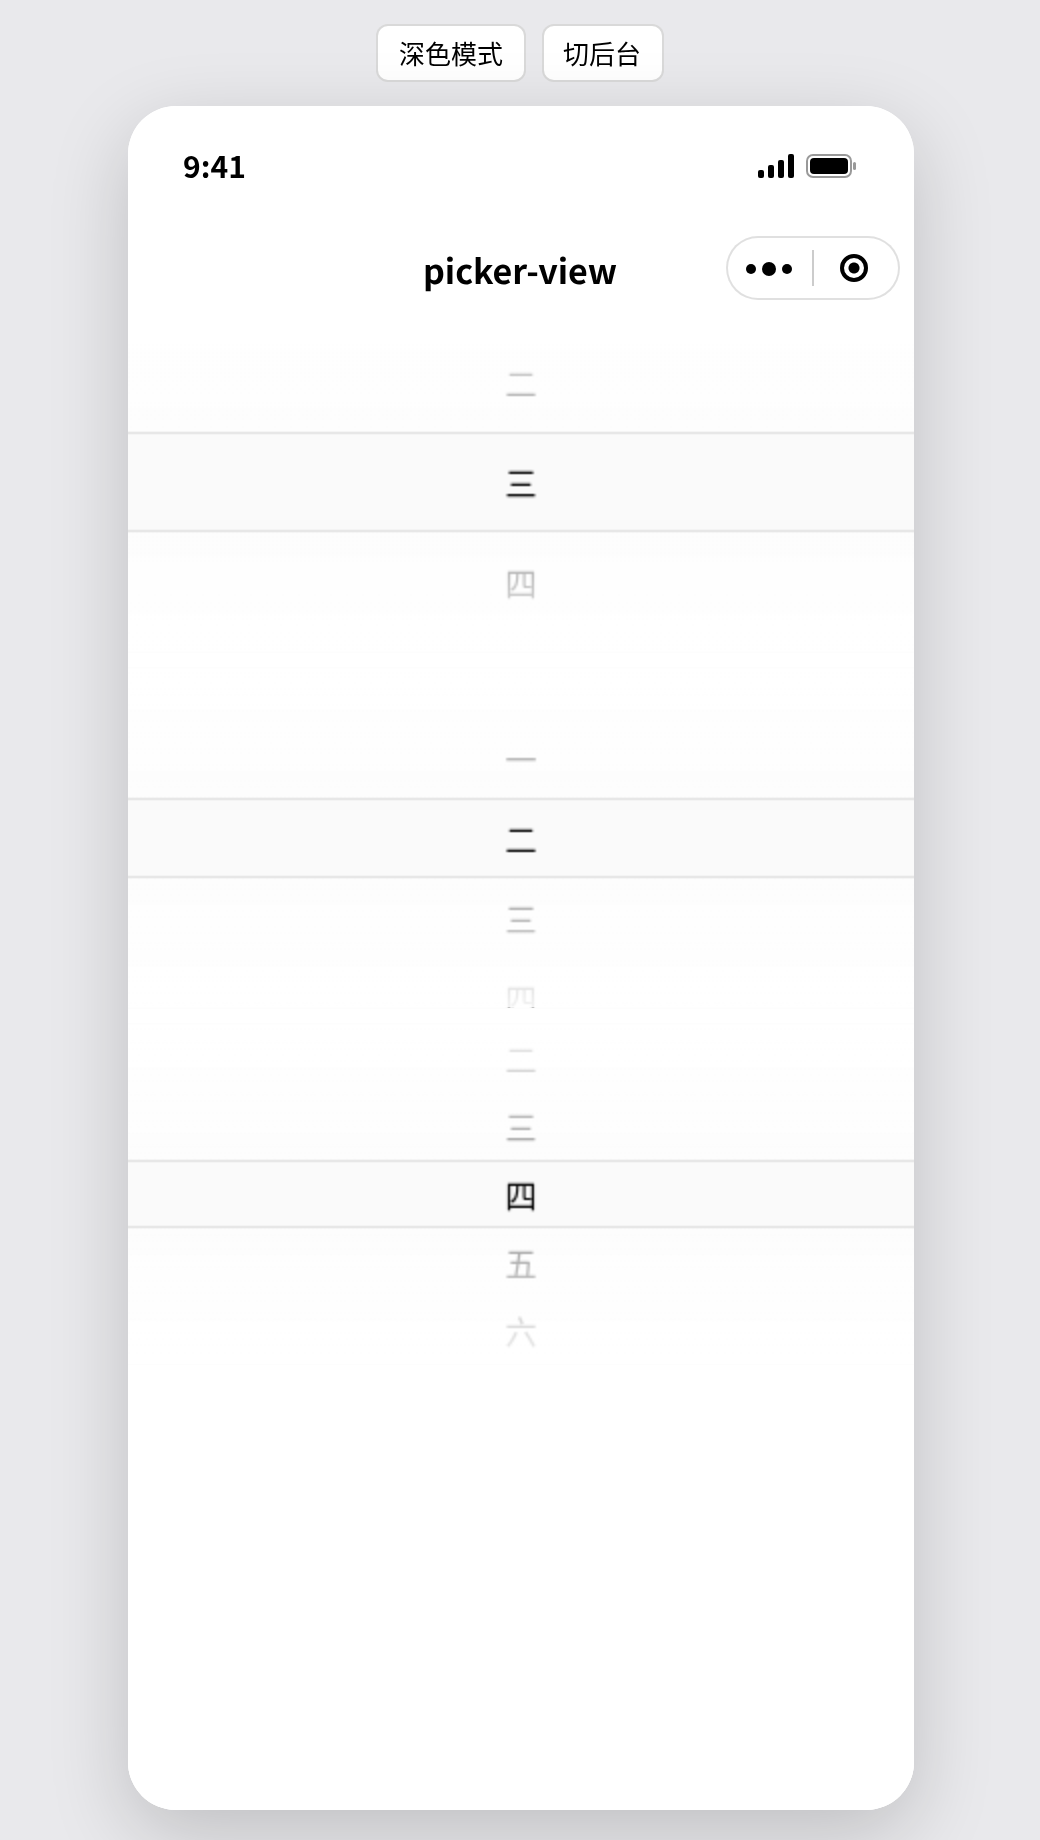 深色模式 切后台
9:41
picker-view
二
三
四
一
二
三
四
二
三
四
五
六